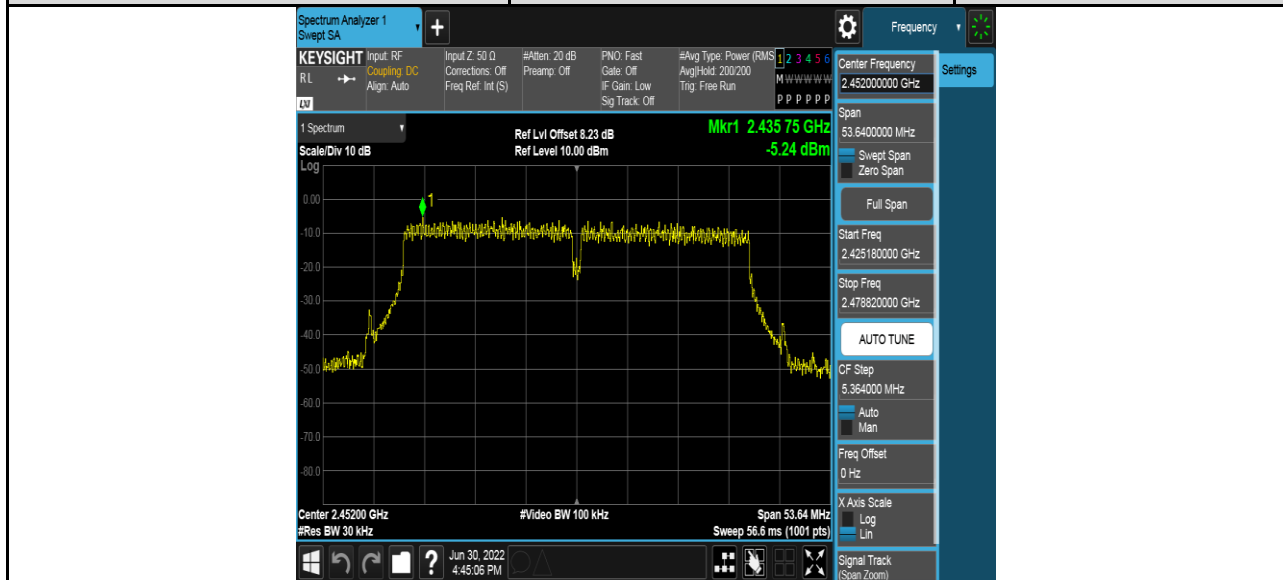 Spectrum Analyzer 1
Swept SA
+
Frequency
KEYSIGHT
RL
LXI
Input: RF
Coupling: DC
Align: Auto
Input Z: 50 Ω
Corrections: Off
Freq Ref: Int (S)
#Atten: 20 dB
Preamp: Off
PNO: Fast
Gate: Off
IF Gain: Low
Sig Track: Off
#Avg Type: Power (RMS
Avg|Hold: 200/200
Trig: Free Run
1 2 3 4 5 6
M W W W W W
P P P P P P
1 Spectrum
Scale/Div 10 dB
Log
Ref Lvl Offset 8.23 dB
Ref Level 10.00 dBm
Mkr1 2.435 75 GHz
-5.24 dBm
1
0.00
-10.0
-20.0
-30.0
-40.0
-50.0
-60.0
-70.0
-80.0
Center 2.45200 GHz
#Res BW 30 kHz
#Video BW 100 kHz
Span 53.64 MHz
Sweep 56.6 ms (1001 pts)
?
Jun 30, 2022
4:45:06 PM
Center Frequency
2.452000000 GHz
Settings
Span
53.6400000 MHz
Swept Span
Zero Span
Full Span
Start Freq
2.425180000 GHz
Stop Freq
2.478820000 GHz
AUTO TUNE
CF Step
5.364000 MHz
Auto
Man
Freq Offset
0 Hz
X Axis Scale
Log
Lin
Signal Track
(Span Zoom)